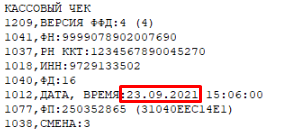 КАССОВЫЙ ЧЕК
1209,ВЕРСИЯ ФФД:4 (4)
1041,ФН:9999078902007690
1037,РН ККТ:1234567890045270
1018,ИНН:9729133502
1040,ФД:16
1012,ДАТА, ВРЕМЯ:23.09.2021 15:06:00
1077,ФП:250352865 (31040EEC14E1)
1038,СМЕНА:3